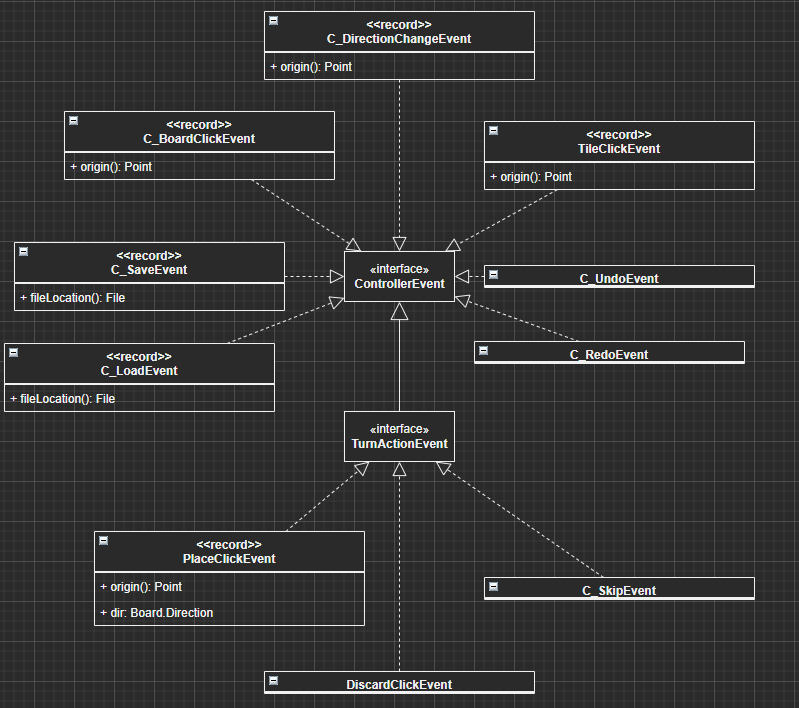 <<record>>
C_DirectionChangeEvent
+ origin(): Point
<<record>>
C_BoardClickEvent
+ origin(): Point
<<record>>
TileClickEvent
+ origin(): Point
<<record>>
C_SaveEvent
+ fileLocation(): File
«interface»
ControllerEvent
C_UndoEvent
<<record>>
C_LoadEvent
+ fileLocation(): File
C_RedoEvent
«interface»
TurnActionEvent
<<record>>
PlaceClickEvent
+ origin(): Point
+ dir: Board.Direction
C_SkipEvent
DiscardClickEvent